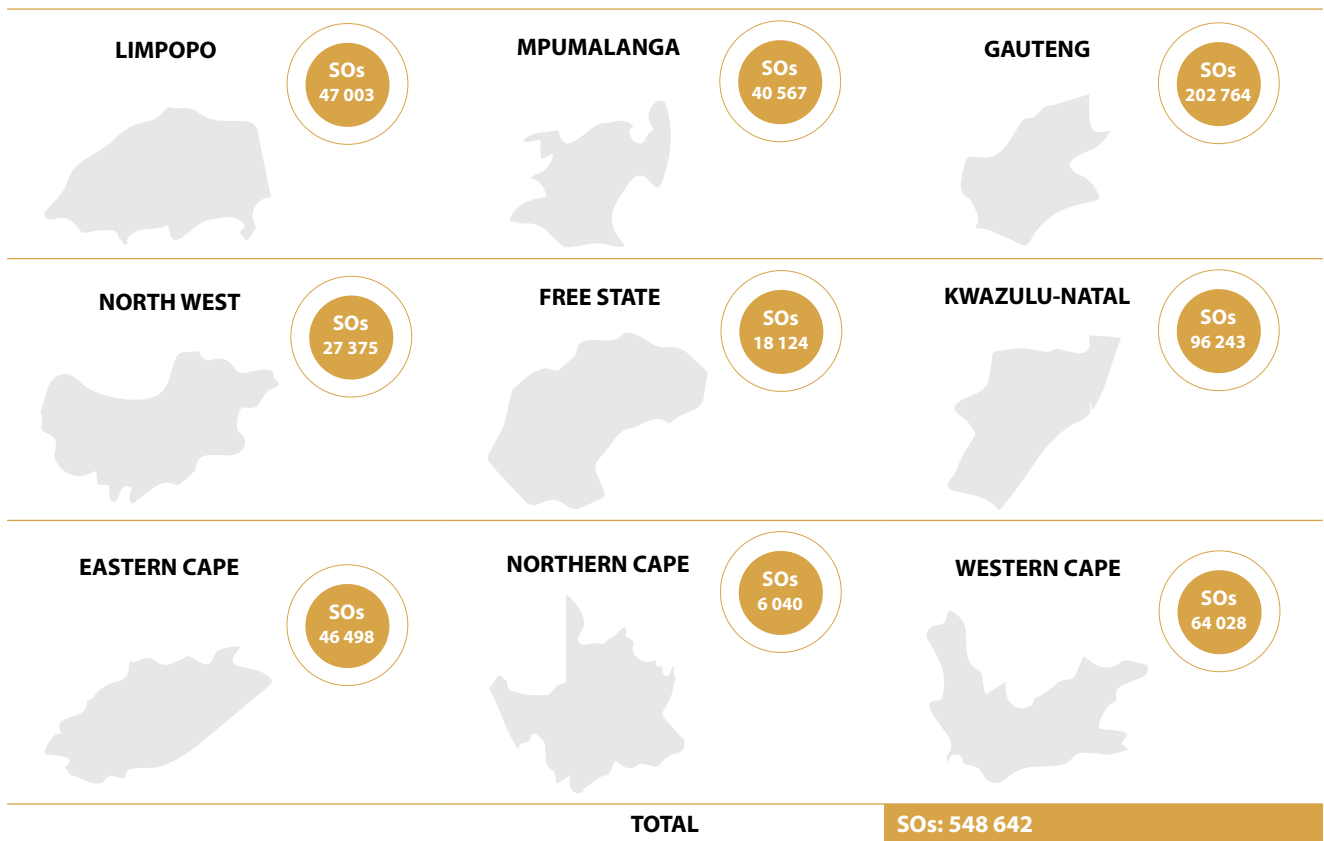 LIMPOPO
SOs
47 003
MPUMALANGA
SOs
40 567
GAUTENG
SOs
202 764
NORTH WEST
SOs
27 375
FREE STATE
SOs
18 124
KWAZULU-NATAL
SOs
96 243
EASTERN CAPE
SOs
46 498
NORTHERN CAPE
SOs
6 040
WESTERN CAPE
SOs
64 028
TOTAL
SOs: 548 642